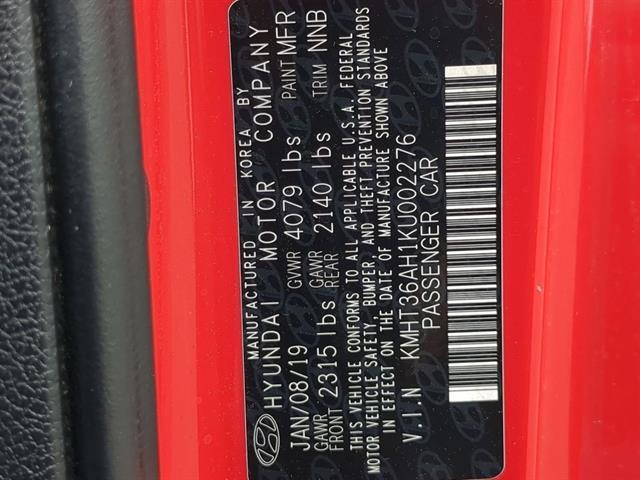 MANUFACTURED IN KOREA BY
HYUNDAI MOTOR COMPANY
JAN/08/19 GVWR 4079 lbs PAINT MFR
GAWR FRONT 2315 lbs GAWR REAR 2140 lbs TRIM NNB
THIS VEHICLE CONFORMS TO ALL APPLICABLE U.S.A. FEDERAL
MOTOR VEHICLE SAFETY, BUMPER, AND THEFT PREVENTION STANDARDS
IN EFFECT ON THE DATE OF MANUFACTURE SHOWN ABOVE
V.I.N KMHT36AH1KU002276
PASSENGER CAR